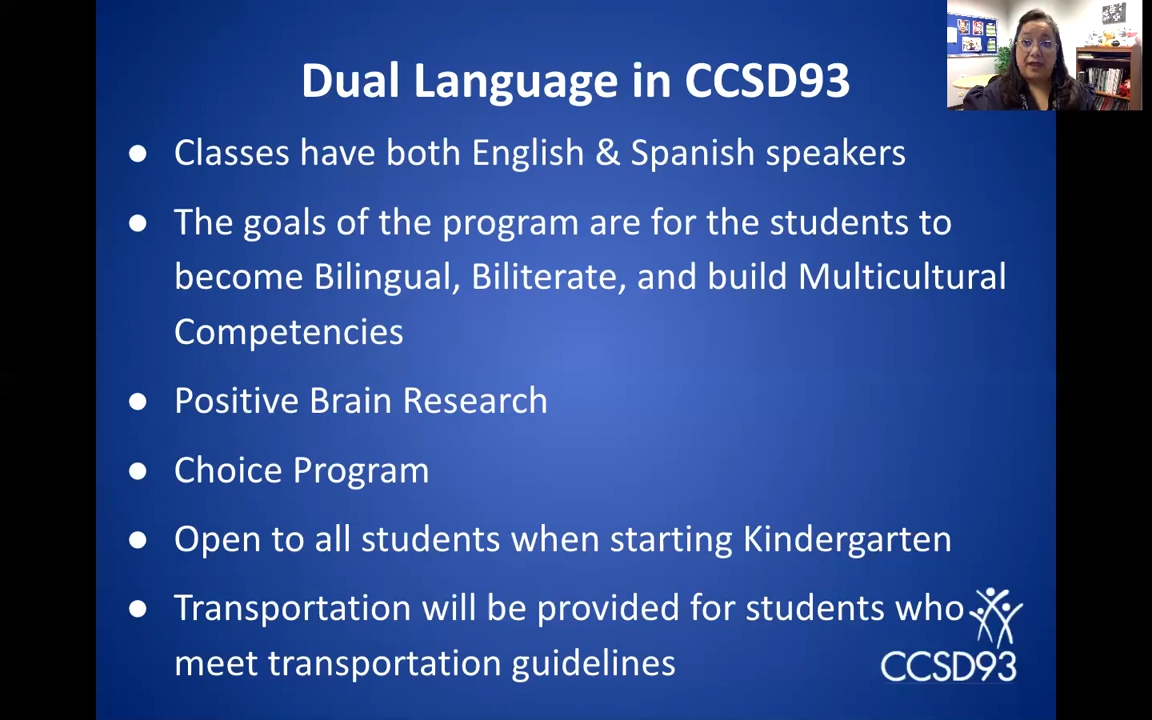 Dual Language in CCSD93
● Classes have both English & Spanish speakers
● The goals of the program are for the students to
become Bilingual, Biliterate, and build Multicultural
Competencies
● Positive Brain Research
● Choice Program
● Open to all students when starting Kindergarten
● Transportation will be provided for students who
meet transportation guidelines
CCSD93